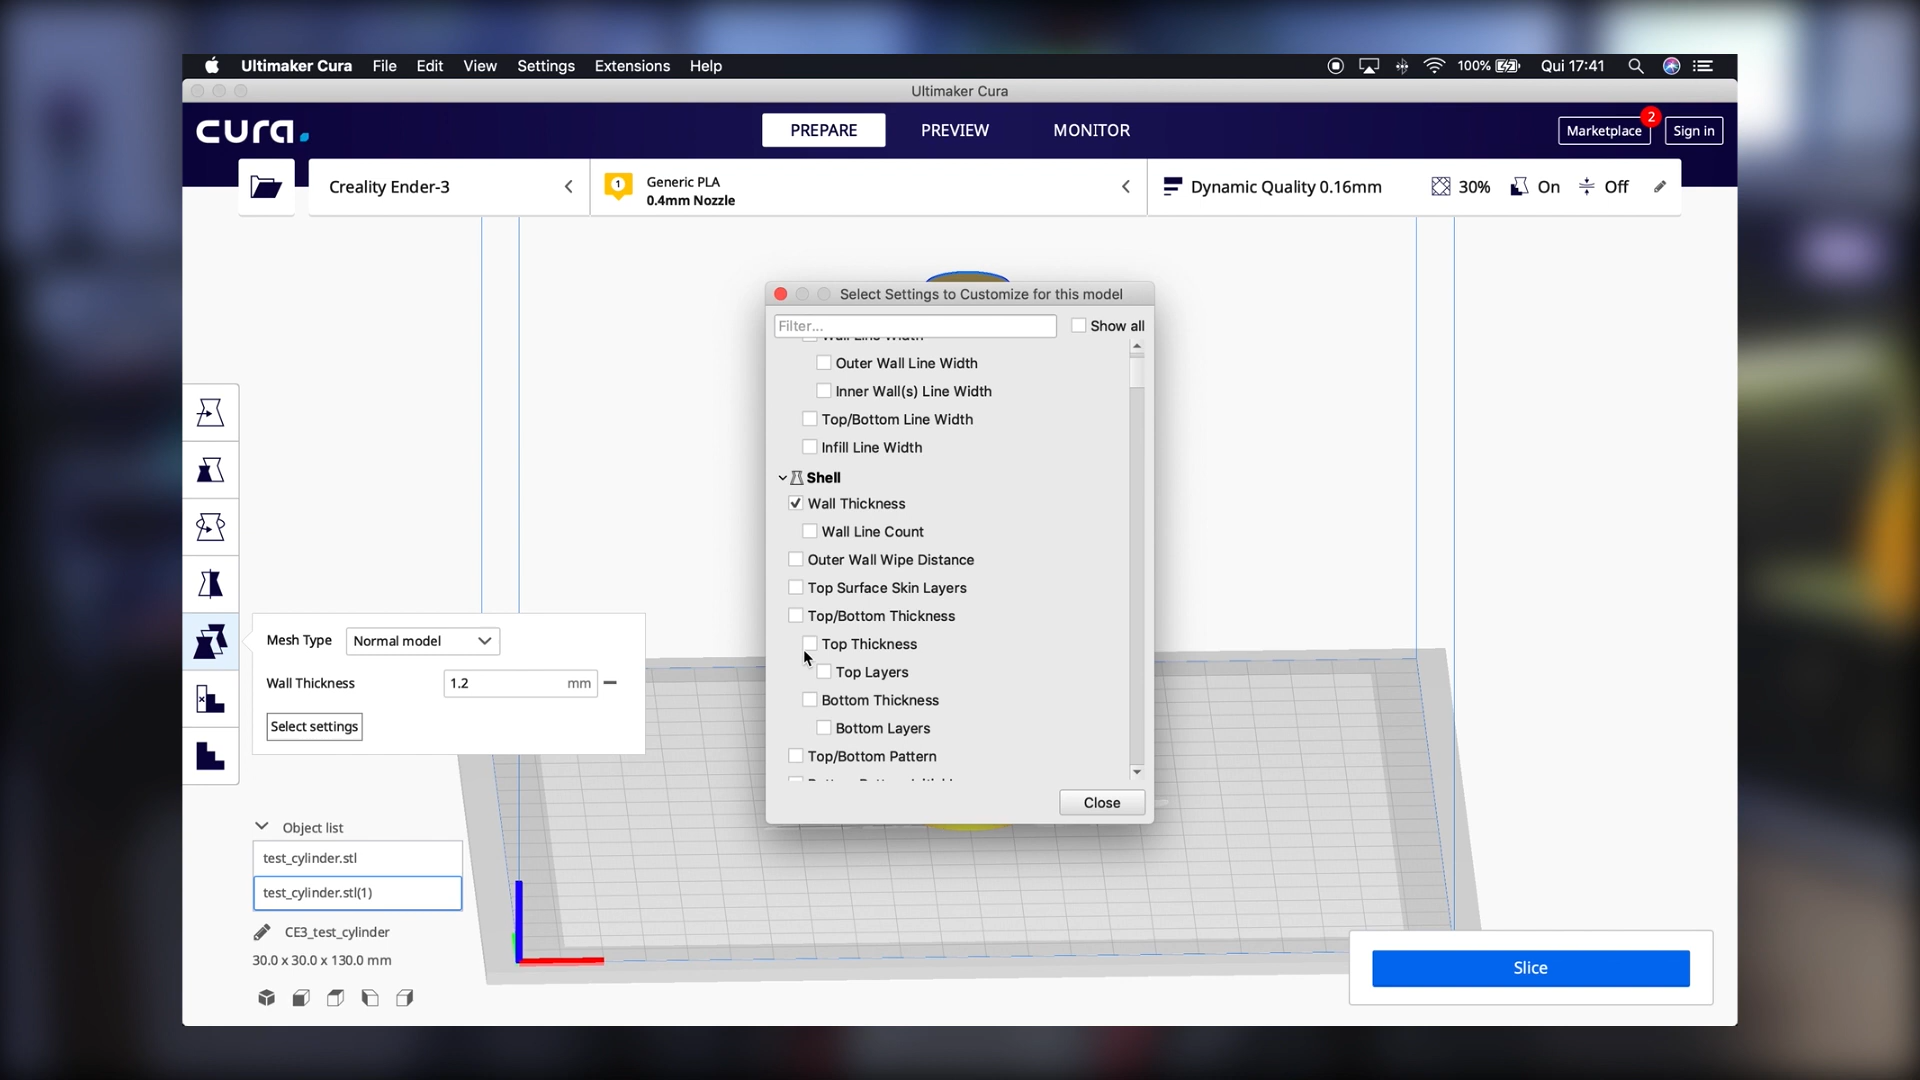 Ultimaker Cura File Edit View Settings Extensions Help
100% Qui 17:41
Ultimaker Cura
cura.
PREPARE PREVIEW MONITOR
Marketplace 2 Sign in
Creality Ender-3
1 Generic PLA
0.4mm Nozzle
Dynamic Quality 0.16mm 30% On Off
Select Settings to Customize for this model
Filter... Show all
Wall Line Width
Outer Wall Line Width
Inner Wall(s) Line Width
Top/Bottom Line Width
Infill Line Width
Shell
Wall Thickness
Wall Line Count
Outer Wall Wipe Distance
Top Surface Skin Layers
Top/Bottom Thickness
Top Thickness
Top Layers
Bottom Thickness
Bottom Layers
Top/Bottom Pattern
Close
Mesh Type Normal model
Wall Thickness 1.2 mm
Select settings
Object list
test_cylinder.stl
test_cylinder.stl(1)
CE3_test_cylinder
30.0 x 30.0 x 130.0 mm
Slice